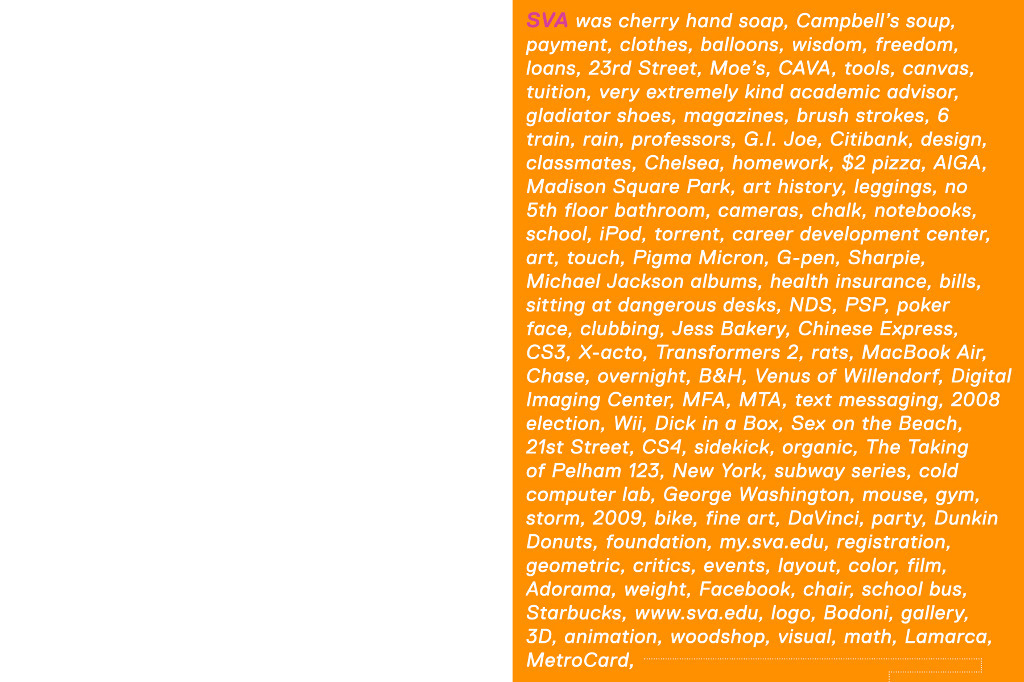 SVA was cherry hand soap, Campbell's soup,
payment, clothes, balloons, wisdom, freedom,
loans, 23rd Street, Moe's, CAVA, tools, canvas,
tuition, very extremely kind academic advisor,
gladiator shoes, magazines, brush strokes, 6
train, rain, professors, G.I. Joe, Citibank, design,
classmates, Chelsea, homework, $2 pizza, AIGA,
Madison Square Park, art history, leggings, no
5th floor bathroom, cameras, chalk, notebooks,
school, iPod, torrent, career development center,
art, touch, Pigma Micron, G-pen, Sharpie,
Michael Jackson albums, health insurance, bills,
sitting at dangerous desks, NDS, PSP, poker
face, clubbing, Jess Bakery, Chinese Express,
CS3, X-acto, Transformers 2, rats, MacBook Air,
Chase, overnight, B&H, Venus of Willendorf, Digital
Imaging Center, MFA, MTA, text messaging, 2008
election, Wii, Dick in a Box, Sex on the Beach,
21st Street, CS4, sidekick, organic, The Taking
of Pelham 123, New York, subway series, cold
computer lab, George Washington, mouse, gym,
storm, 2009, bike, fine art, DaVinci, party, Dunkin
Donuts, foundation, my.sva.edu, registration,
geometric, critics, events, layout, color, film,
Adorama, weight, Facebook, chair, school bus,
Starbucks, www.sva.edu, logo, Bodoni, gallery,
3D, animation, woodshop, visual, math, Lamarca,
MetroCard,